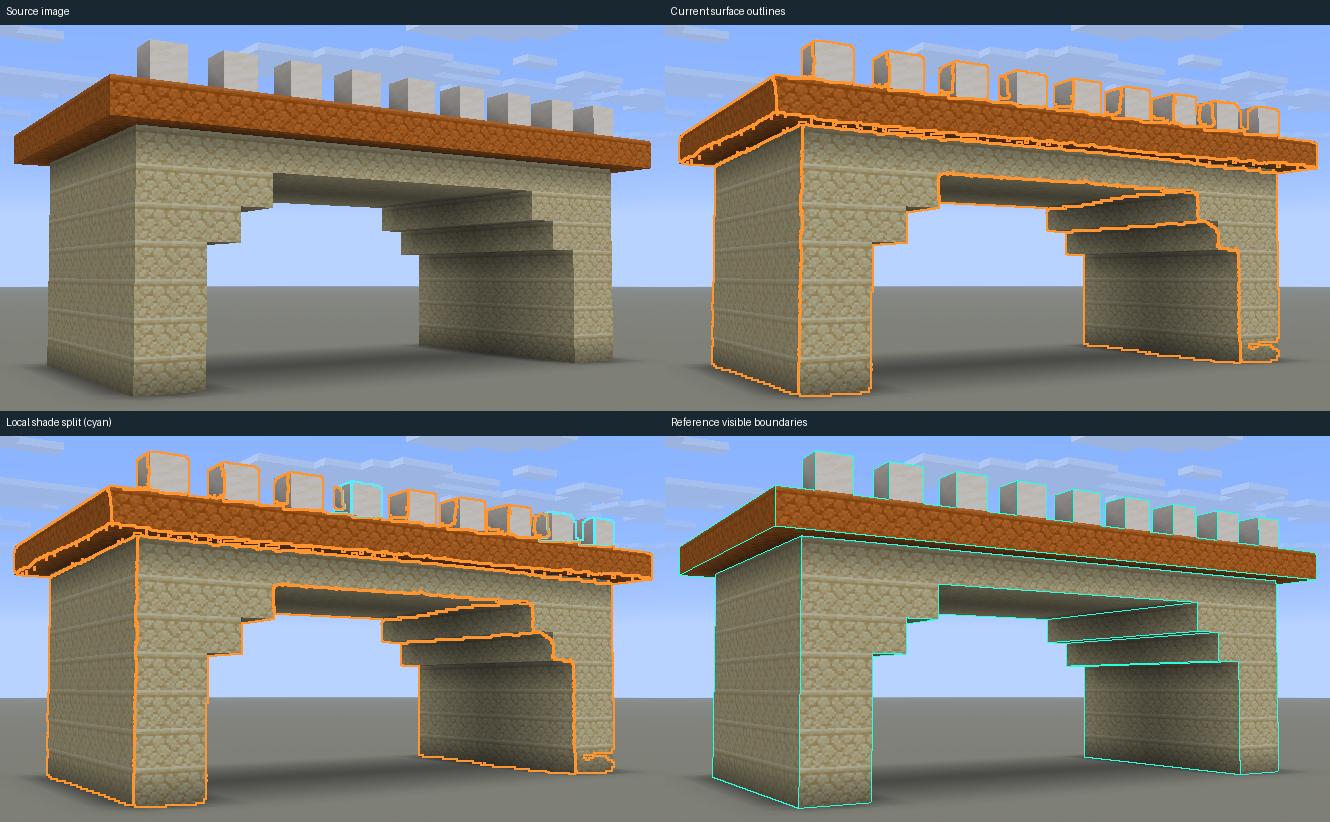 Source image
Current surface outlines
Local shade split (cyan)
Reference visible boundaries